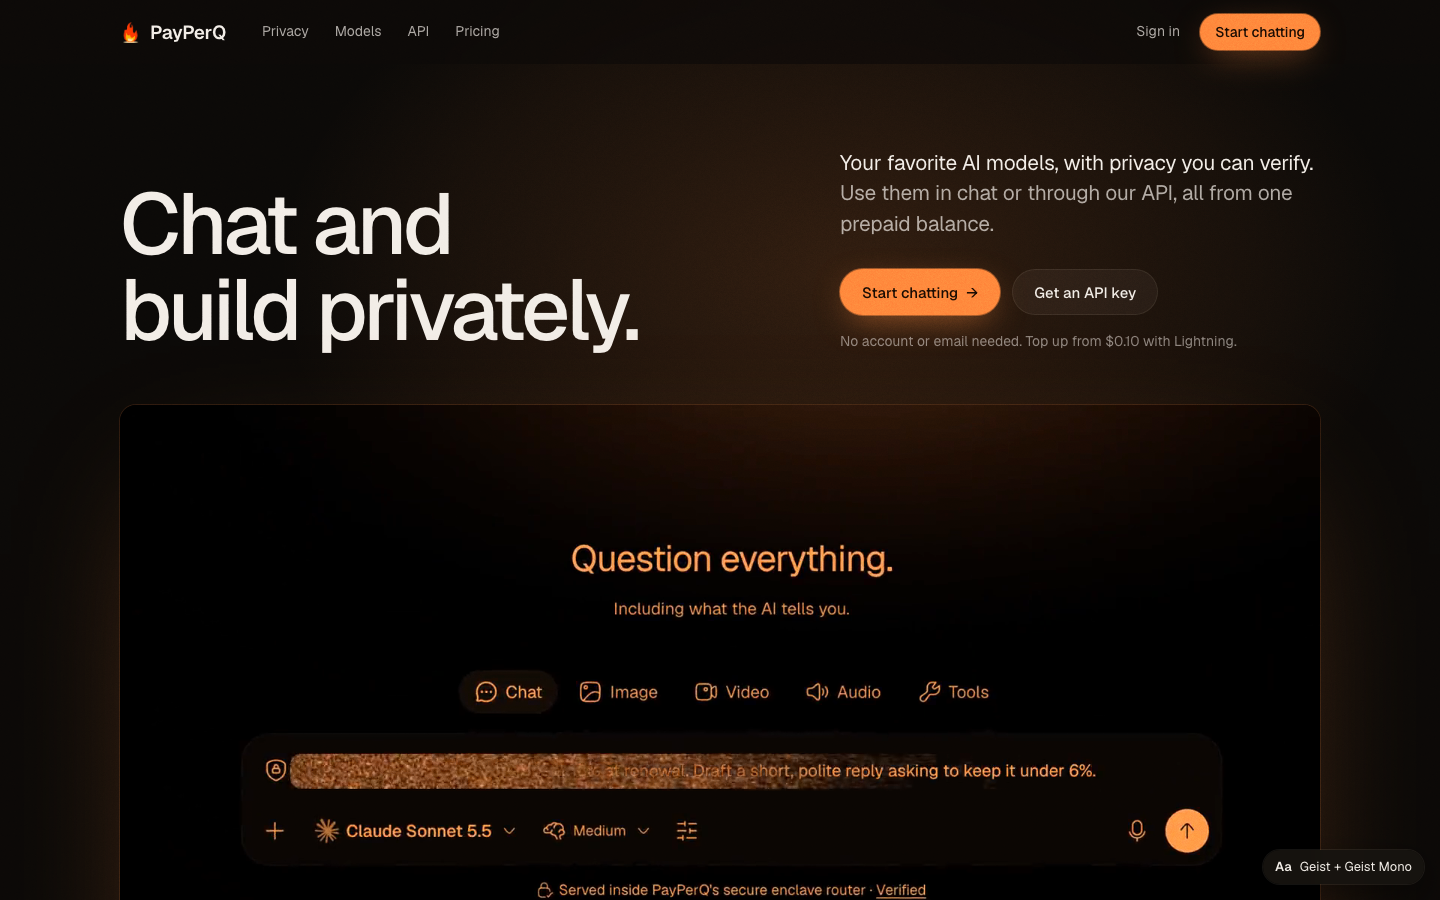 PayPerQ
Privacy
Models
API
Pricing
Sign in
Start chatting
Chat and
build privately.
Your favorite AI models, with privacy you can verify.
Use them in chat or through our API, all from one
prepaid balance.
Start chatting →
Get an API key
No account or email needed. Top up from $0.10 with Lightning.
Question everything.
Including what the AI tells you.
Chat
Image
Video
Audio
Tools
at renewal. Draft a short, polite reply asking to keep it under 6%.
Claude Sonnet 5.5
Medium
Served inside PayPerQ's secure enclave router · Verified
Aa Geist + Geist Mono